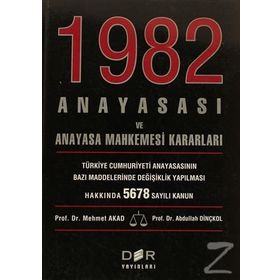 1982
ANAYASASI
VE
ANAYASA MAHKEMESİ KARARLARI
TÜRKİYE CUMHURİYETİ ANAYASASININ
BAZI MADDELERİNDE DEĞİŞİKLİK YAPILMASI
HAKKINDA 5678 SAYILI KANUN
Prof. Dr. Mehmet AKAD Prof. Dr. Abdullah DİNÇKOL
DER
YAYINLARI
Z